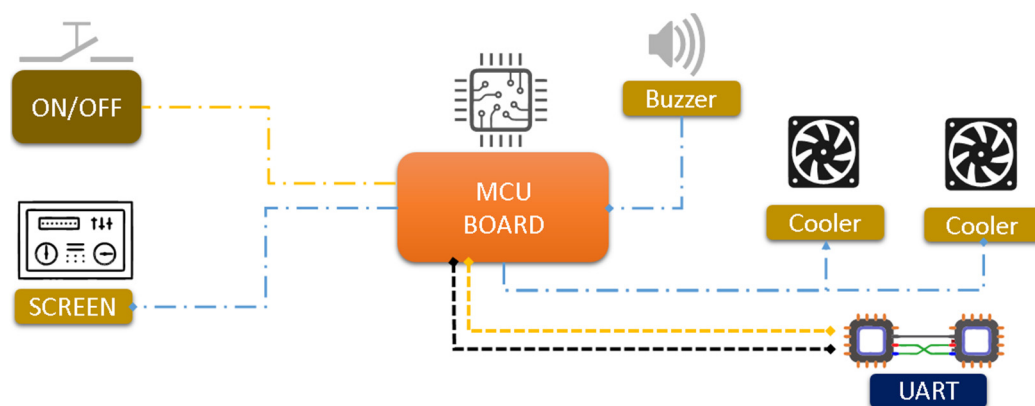 ON/OFF
Buzzer
MCU
BOARD
Cooler
Cooler
SCREEN
UART